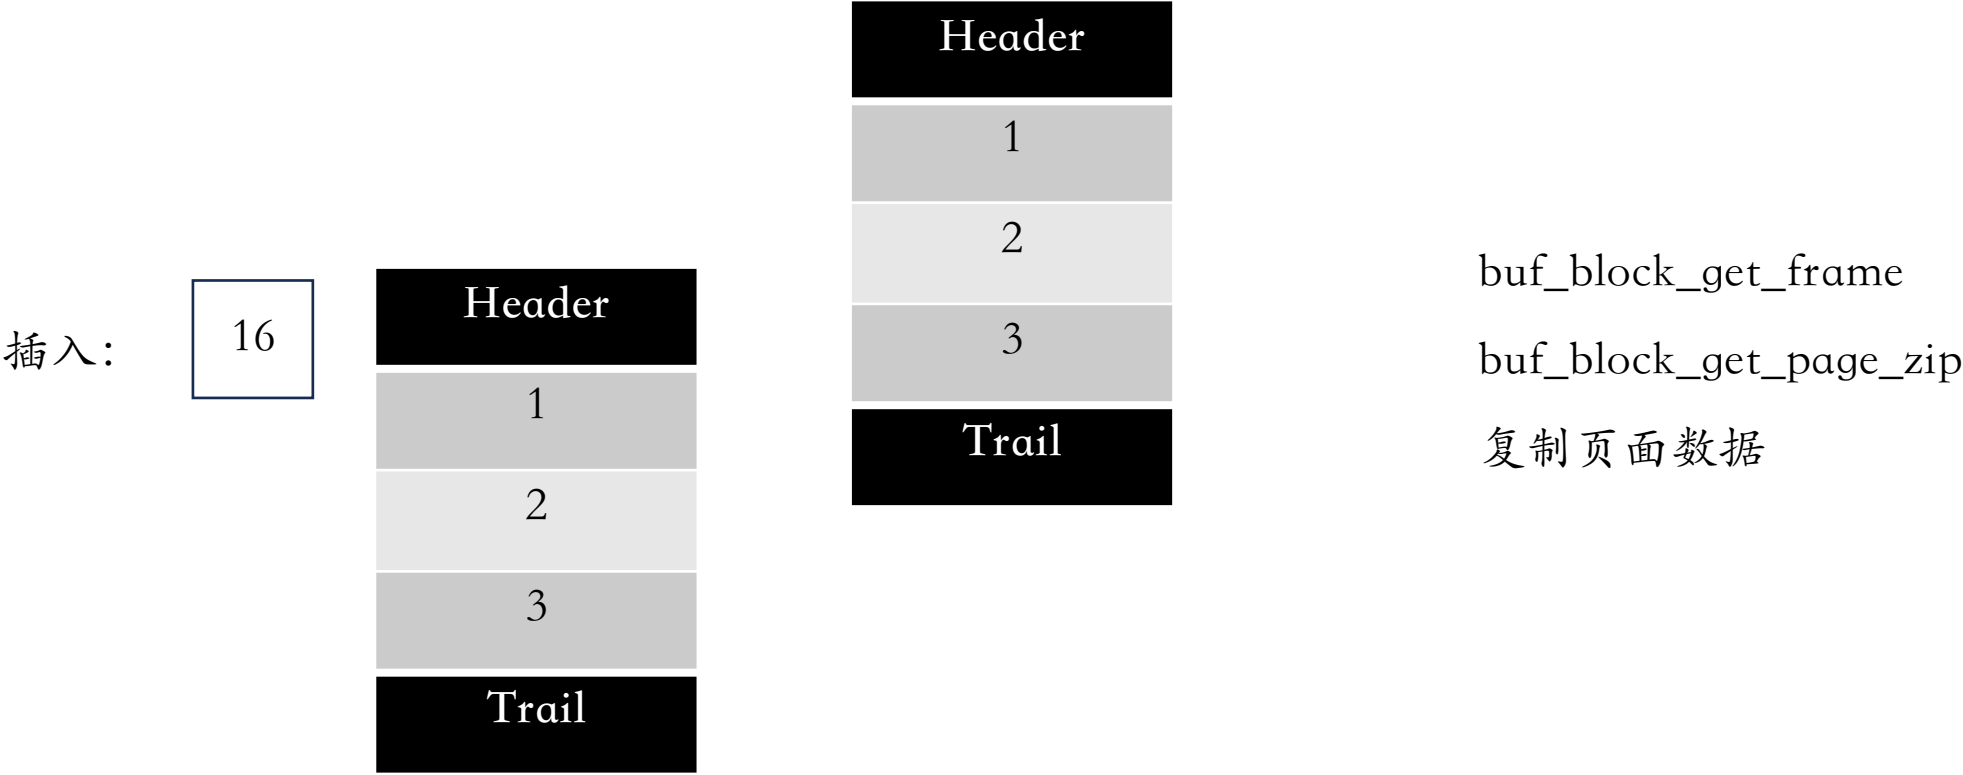 插入：
16
Header
1
2
3
Trail
Header
1
2
3
Trail
buf_block_get_frame
buf_block_get_page_zip
复制页面数据